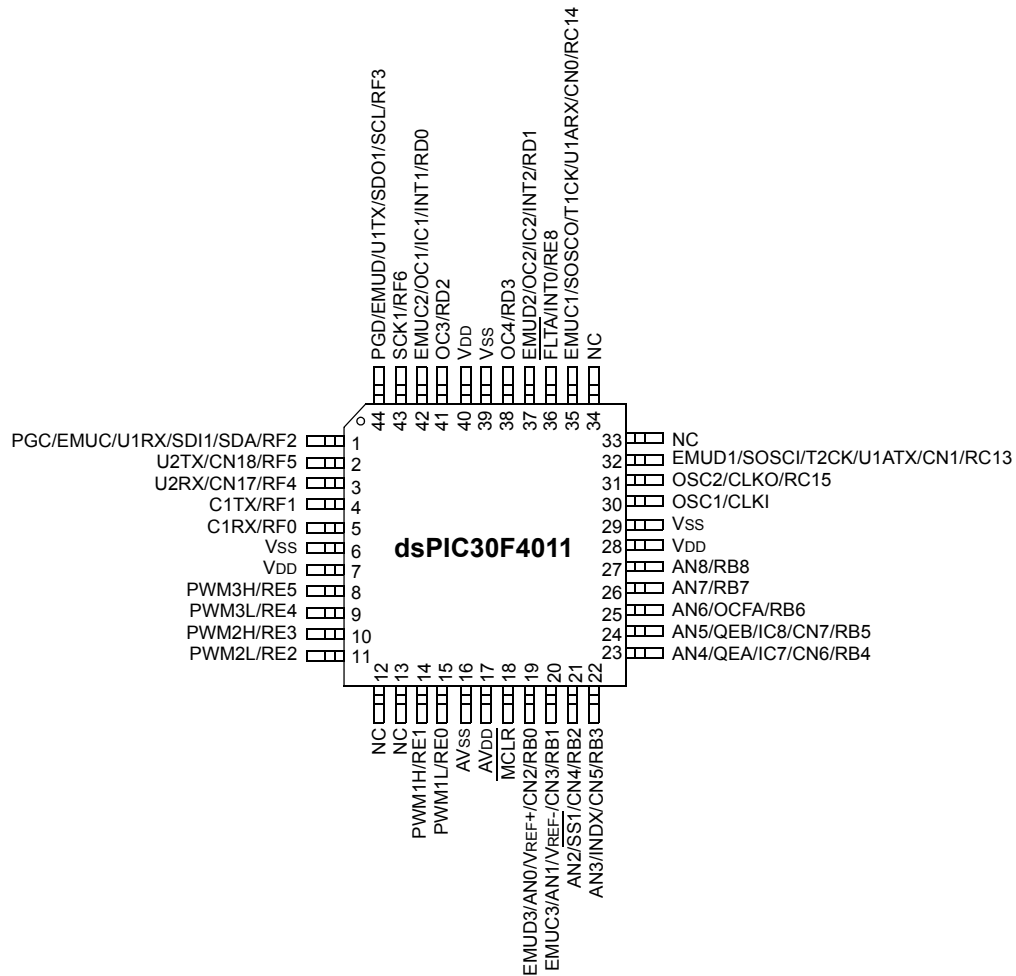 PGD/EMUD/U1TX/SDO1/SCL/RF3
SCK1/RF6
EMUC2/OC1/IC1/INT1/RD0
OC3/RD2
VDD
VSS
OC4/RD3
EMUD2/OC2/IC2/INT2/RD1
FLTA/INT0/RE8
EMUC1/SOSCO/T1CK/U1ARX/CN0/RC14
NC
44
43
42
41
40
39
38
37
36
35
34
PGC/EMUC/U1RX/SDI1/SDA/RF2
1
U2TX/CN18/RF5
2
U2RX/CN17/RF4
3
C1TX/RF1
4
C1RX/RF0
5
VSS
6
VDD
7
PWM3H/RE5
8
PWM3L/RE4
9
PWM2H/RE3
10
PWM2L/RE2
11
dsPIC30F4011
33
NC
32
EMUD1/SOSCI/T2CK/U1ATX/CN1/RC13
31
OSC2/CLKO/RC15
30
OSC1/CLKI
29
VSS
28
VDD
27
AN8/RB8
26
AN7/RB7
25
AN6/OCFA/RB6
24
AN5/QEB/IC8/CN7/RB5
23
AN4/QEA/IC7/CN6/RB4
12
13
14
15
16
17
18
19
20
21
22
NC
NC
PWM1H/RE1
PWM1L/RE0
AVSS
AVDD
MCLR
EMUD3/AN0/VREF+/CN2/RB0
EMUC3/AN1/VREF-/CN3/RB1
AN2/SS1/CN4/RB2
AN3/INDX/CN5/RB3